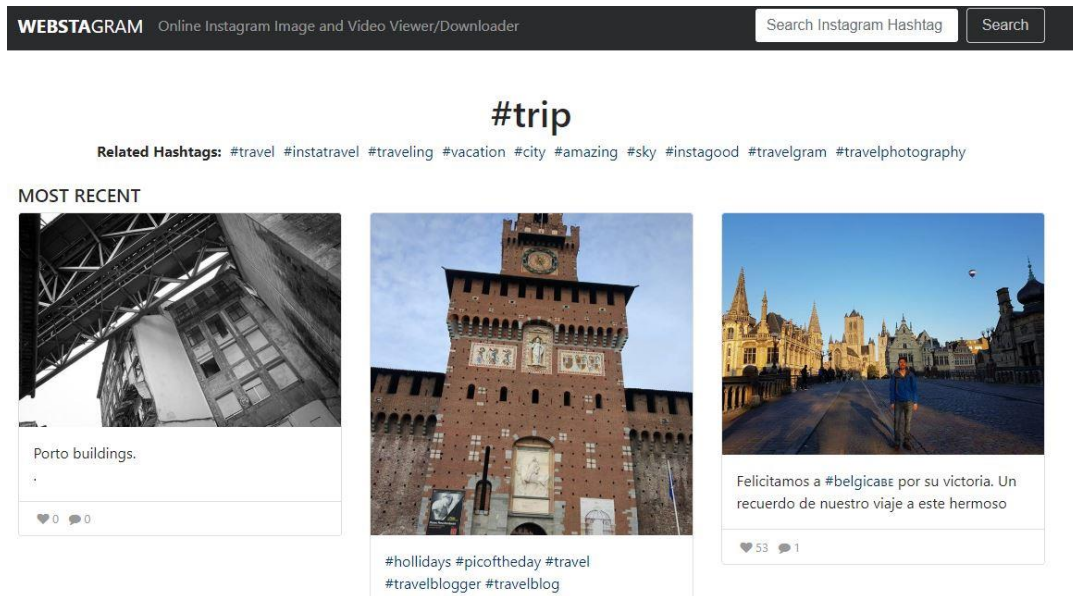 WEBSTAGRAM Online Instagram Image and Video Viewer/Downloader
Search Instagram Hashtag
Search
#trip
Related Hashtags: #travel #instatravel #traveling #vacation #city #amazing #sky #instagood #travelgram #travelphotography
MOST RECENT
Porto buildings.
.
0 0
#hollidays #picoftheday #travel
#travelblogger #travelblog
Felicitamos a #belgicaʙᴇ por su victoria. Un
recuerdo de nuestro viaje a este hermoso
53 1